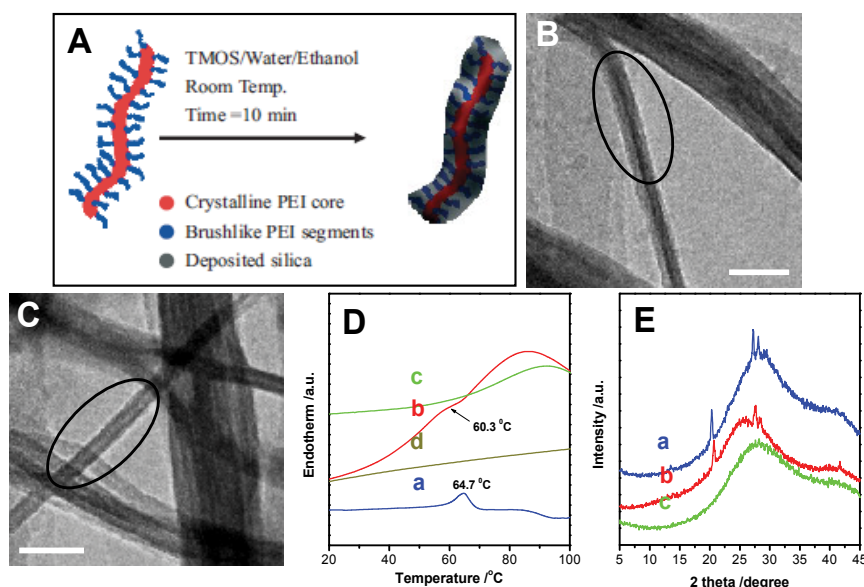 A
TMOS/Water/Ethanol
Room Temp.
Time =10 min
Crystalline PEI core
Brushlike PEI segments
Deposited silica
B
C
D
c
b
60.3 °C
d
a
64.7 °C
Endotherm /a.u.
20 40 60 80 100
Temperature /°C
E
a
b
c
Intensity /a.u.
5 10 15 20 25 30 35 40 45
2 theta /degree